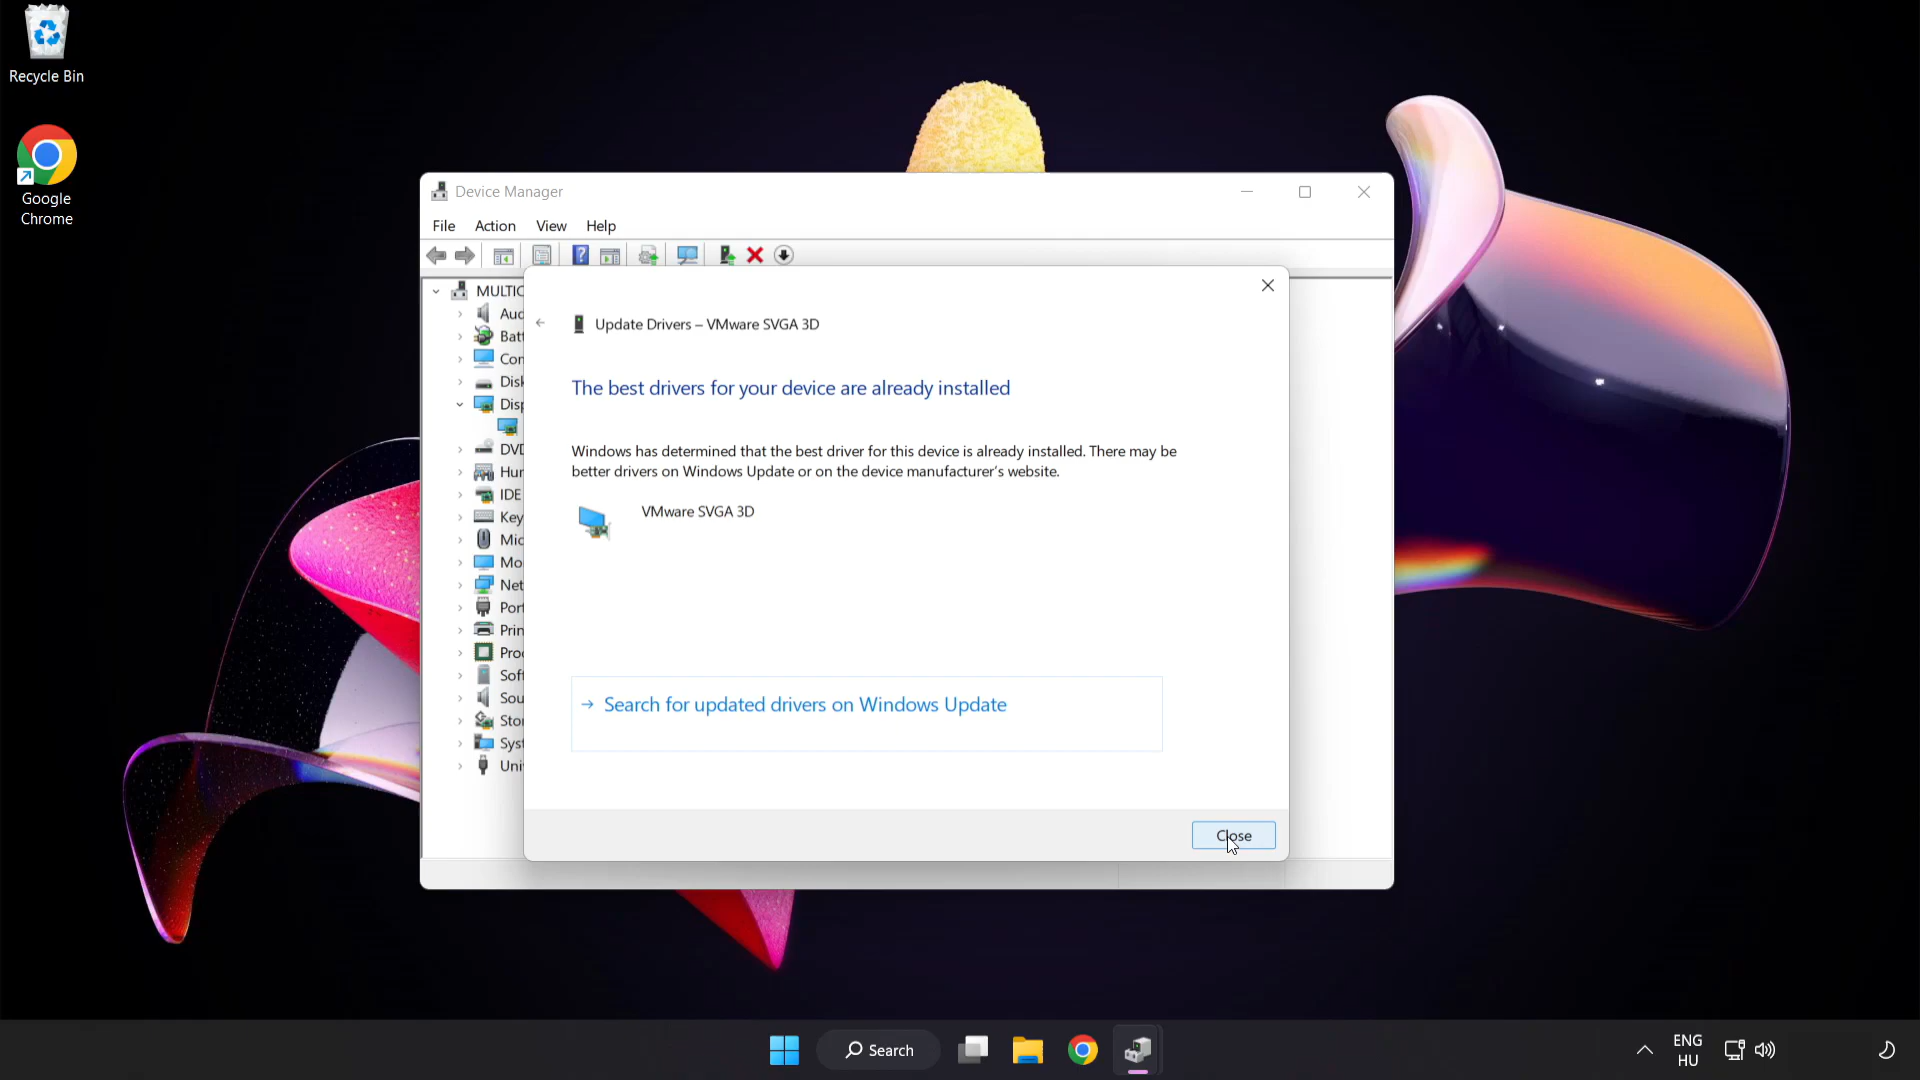 Recycle Bin
Google
Chrome
Device Manager
File Action View Help
MULTIC
Aud
Batt
Con
Disk
Disp
DVD
Hur
IDE
Key
Mic
Mo
Net
Port
Prin
Proc
Soft
Sou
Stor
Syst
Uni
Update Drivers – VMware SVGA 3D
The best drivers for your device are already installed
Windows has determined that the best driver for this device is already installed. There may be
better drivers on Windows Update or on the device manufacturer's website.
VMware SVGA 3D
→ Search for updated drivers on Windows Update
Close
Search
ENG
HU